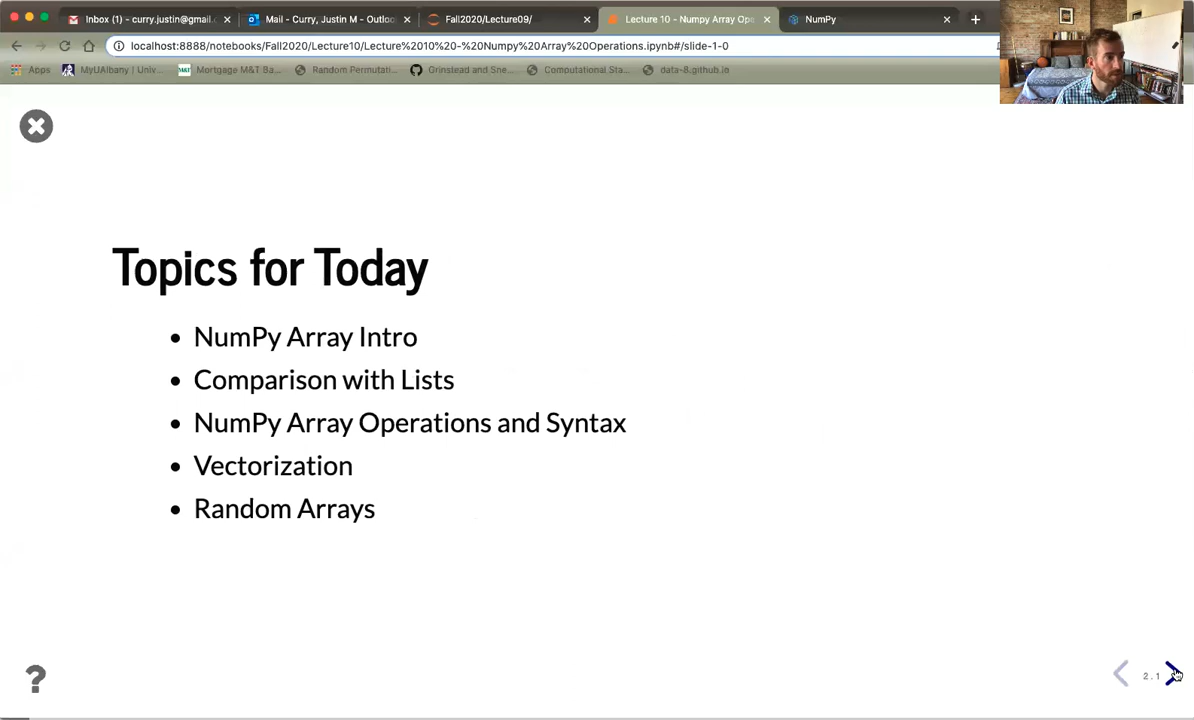 Inbox (1) - curry.justin@gmail.
Mail - Curry, Justin M - Outloo
Fall2020/Lecture09/
Lecture 10 - Numpy Array Ope
NumPy
localhost:8888/notebooks/Fall2020/Lecture10/Lecture%2010%20-%20Numpy%20Array%20Operations.ipynb#/slide-1-0
Apps
MyUAlbany | Univ...
Mortgage M&T Ba...
Random Permutati...
Grinstead and Sne...
Computational Sta...
data-8.github.io
Topics for Today
• NumPy Array Intro
• Comparison with Lists
• NumPy Array Operations and Syntax
• Vectorization
• Random Arrays
?
2.1